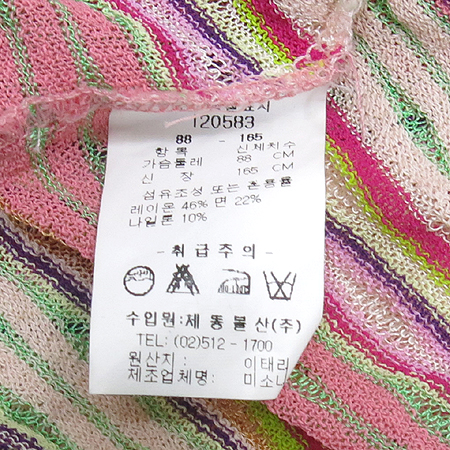 120583
88 - 165
항목 신체치수
가슴둘레 88 CM
신장 165 CM
섬유조성 또는 혼용률
레이온 46% 면 22%
나일론 10%
- 취급주의 -
수입원:제동물산(주)
TEL: (02)512-1700
원산지 : 이태리
제조업체명: 미소니